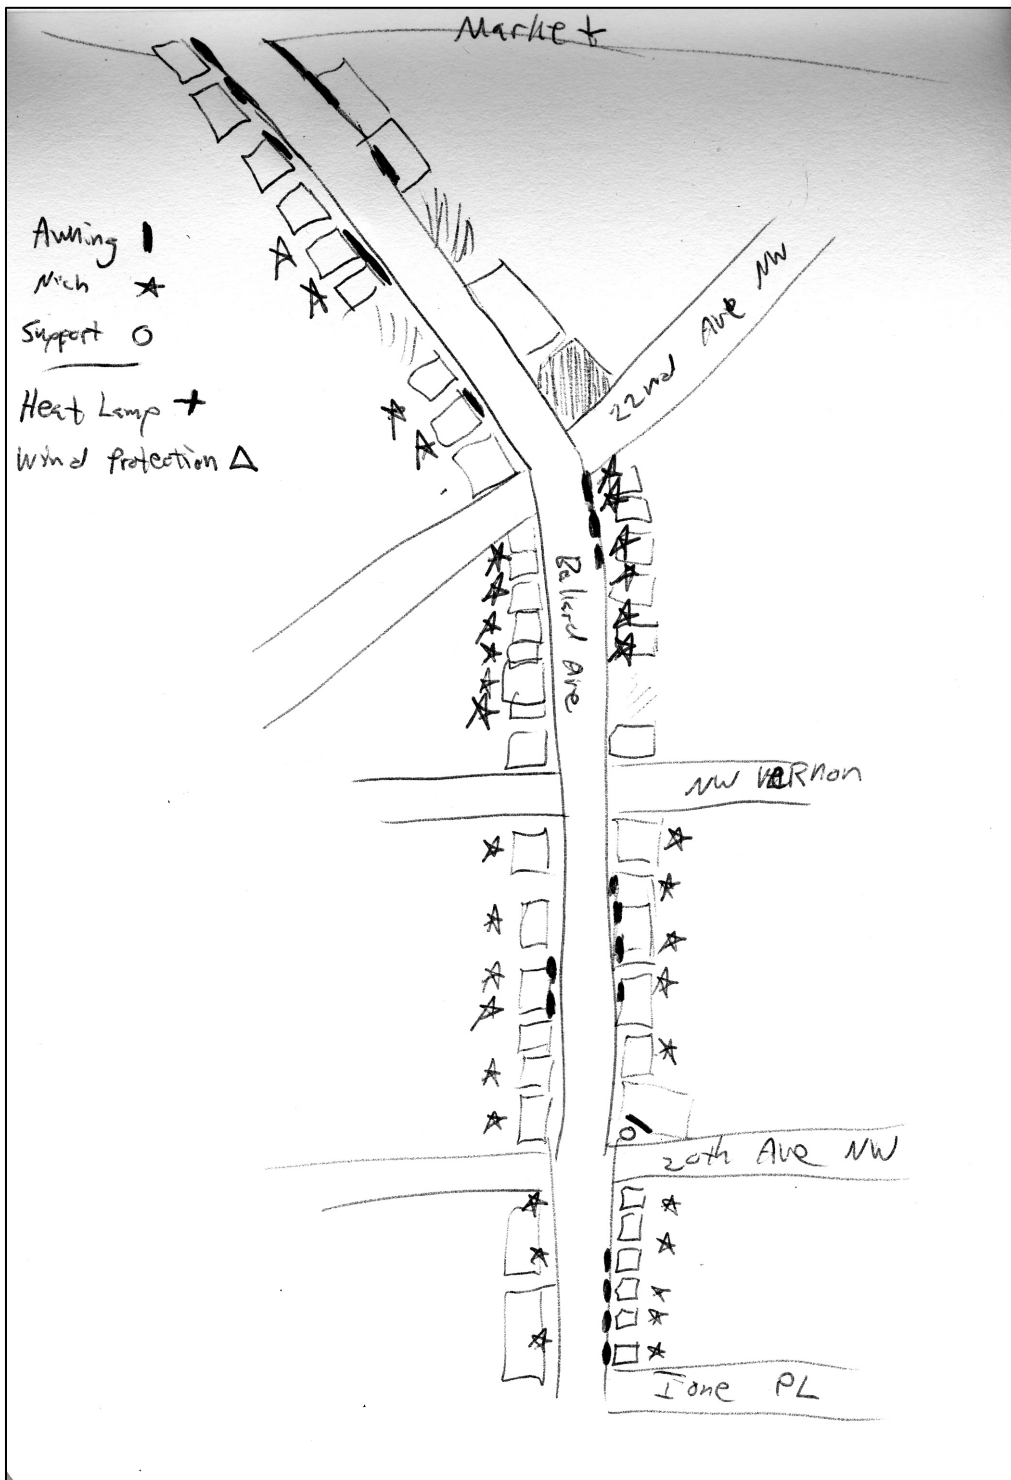 Market
Awning
Nich
Support
Heat Lamp
Wind Protection
22nd Ave NW
Ballard Ave
NW VeRnon
20th Ave NW
Ione PL